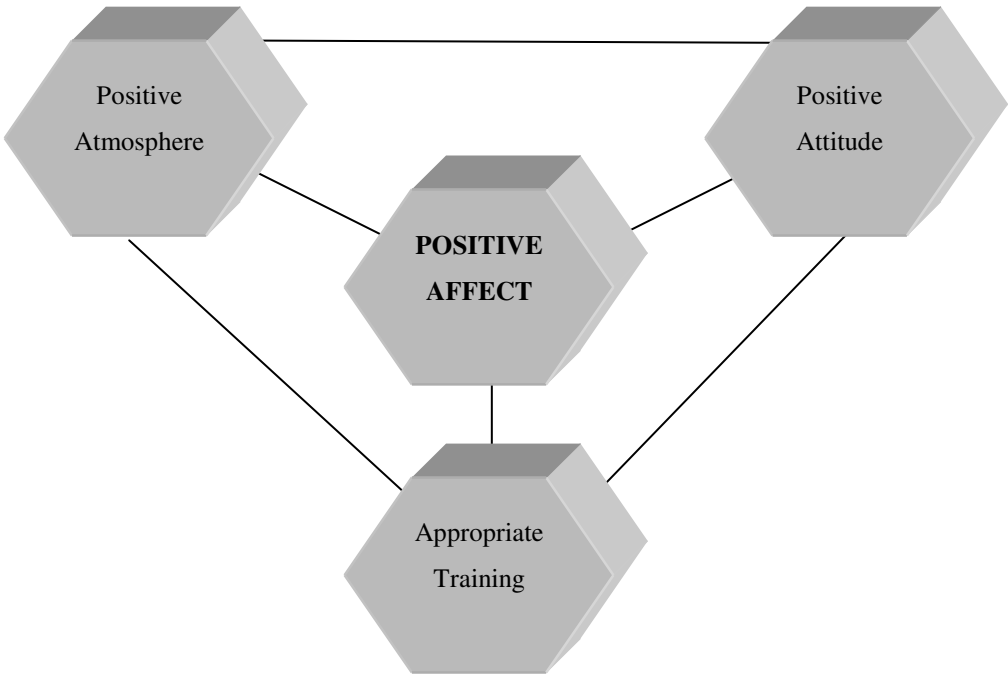 Positive
Atmosphere
Positive
Attitude
POSITIVE
AFFECT
Appropriate
Training